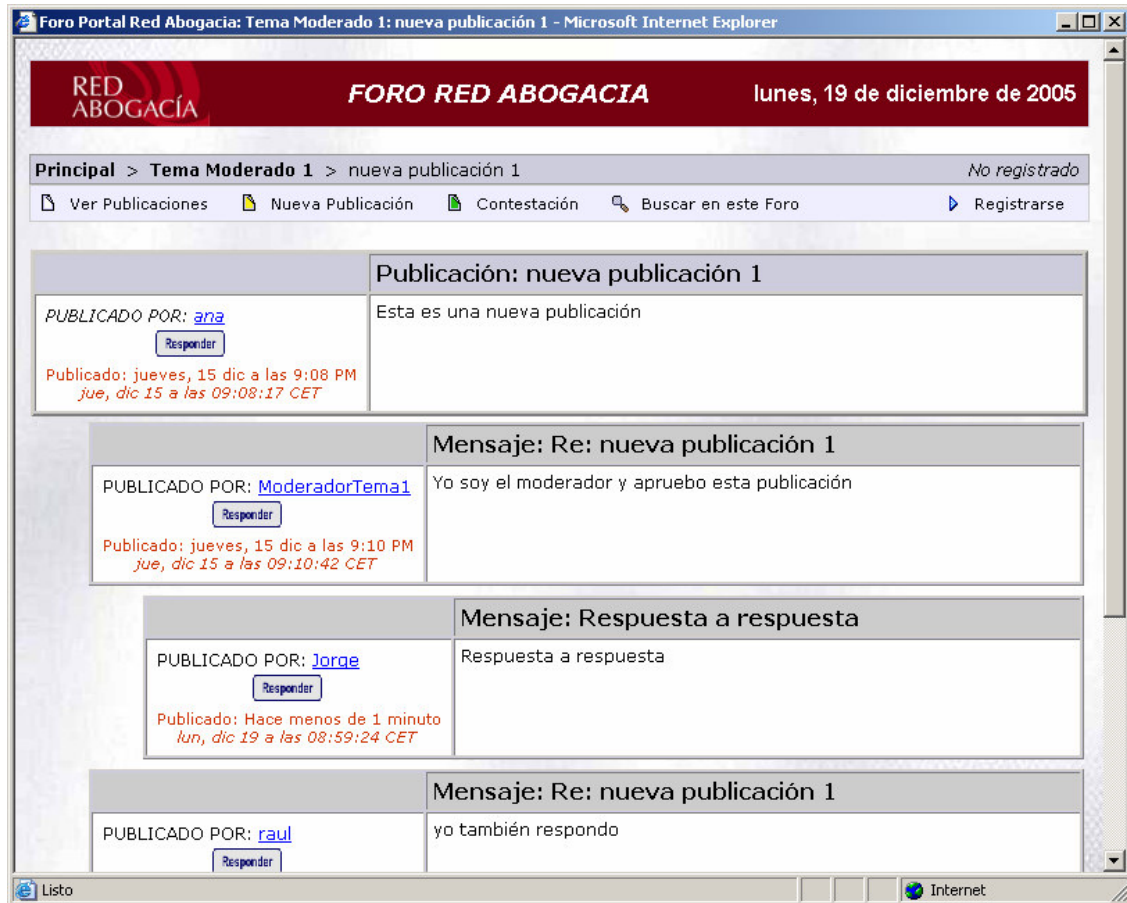 Foro Portal Red Abogacia: Tema Moderado 1: nueva publicación 1 - Microsoft Internet Explorer
RED
ABOGACÍA
FORO RED ABOGACIA
lunes, 19 de diciembre de 2005
Principal > Tema Moderado 1 > nueva publicación 1
No registrado
Ver Publicaciones
Nueva Publicación
Contestación
Buscar en este Foro
Registrarse
Publicación: nueva publicación 1
PUBLICADO POR: ana
Responder
Publicado: jueves, 15 dic a las 9:08 PM
jue, dic 15 a las 09:08:17 CET
Esta es una nueva publicación
Mensaje: Re: nueva publicación 1
PUBLICADO POR: ModeradorTema1
Responder
Publicado: jueves, 15 dic a las 9:10 PM
jue, dic 15 a las 09:10:42 CET
Yo soy el moderador y apruebo esta publicación
Mensaje: Respuesta a respuesta
PUBLICADO POR: Jorge
Responder
Publicado: Hace menos de 1 minuto
lun, dic 19 a las 08:59:24 CET
Respuesta a respuesta
Mensaje: Re: nueva publicación 1
PUBLICADO POR: raul
Responder
yo también respondo
Listo
Internet